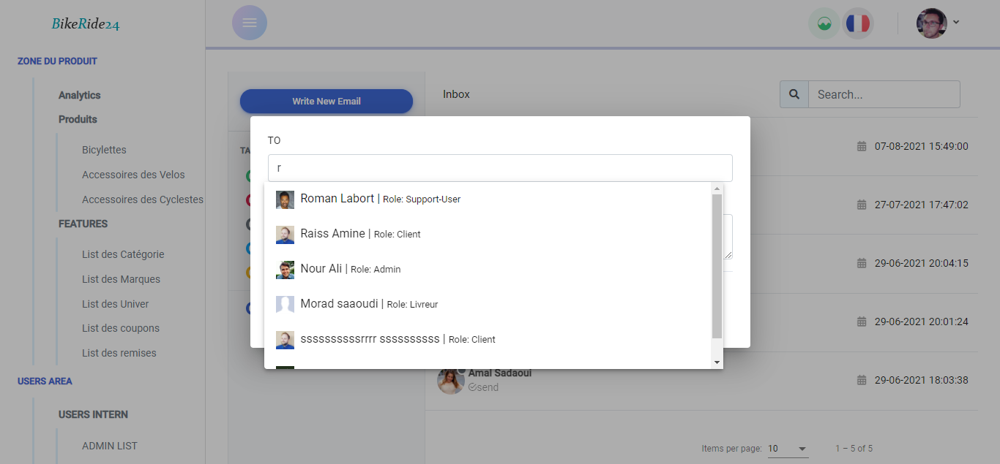 BikeRide24
ZONE DU PRODUIT
Analytics
Produits
Bicylettes
Accessoires des Velos
Accessoires des Cyclestes
FEATURES
List des Catégorie
List des Marques
List des Univer
List des coupons
List des remises
USERS AREA
USERS INTERN
ADMIN LIST
Write New Email
Inbox
Search...
TA
TO
r
Roman Labort | Role: Support-User
Raiss Amine | Role: Client
Nour Ali | Role: Admin
Morad saaoudi | Role: Livreur
ssssssssssrrrr ssssssssss | Role: Client
07-08-2021 15:49:00
27-07-2021 17:47:02
29-06-2021 20:04:15
29-06-2021 20:01:24
Amal Sadaoui
send
29-06-2021 18:03:38
Items per page: 10
1 – 5 of 5